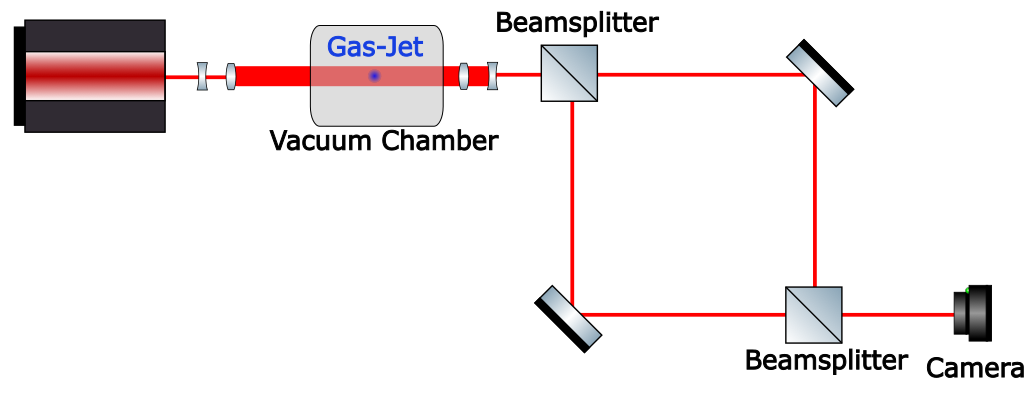 Beamsplitter
Gas-Jet
Vacuum Chamber
Beamsplitter
Camera